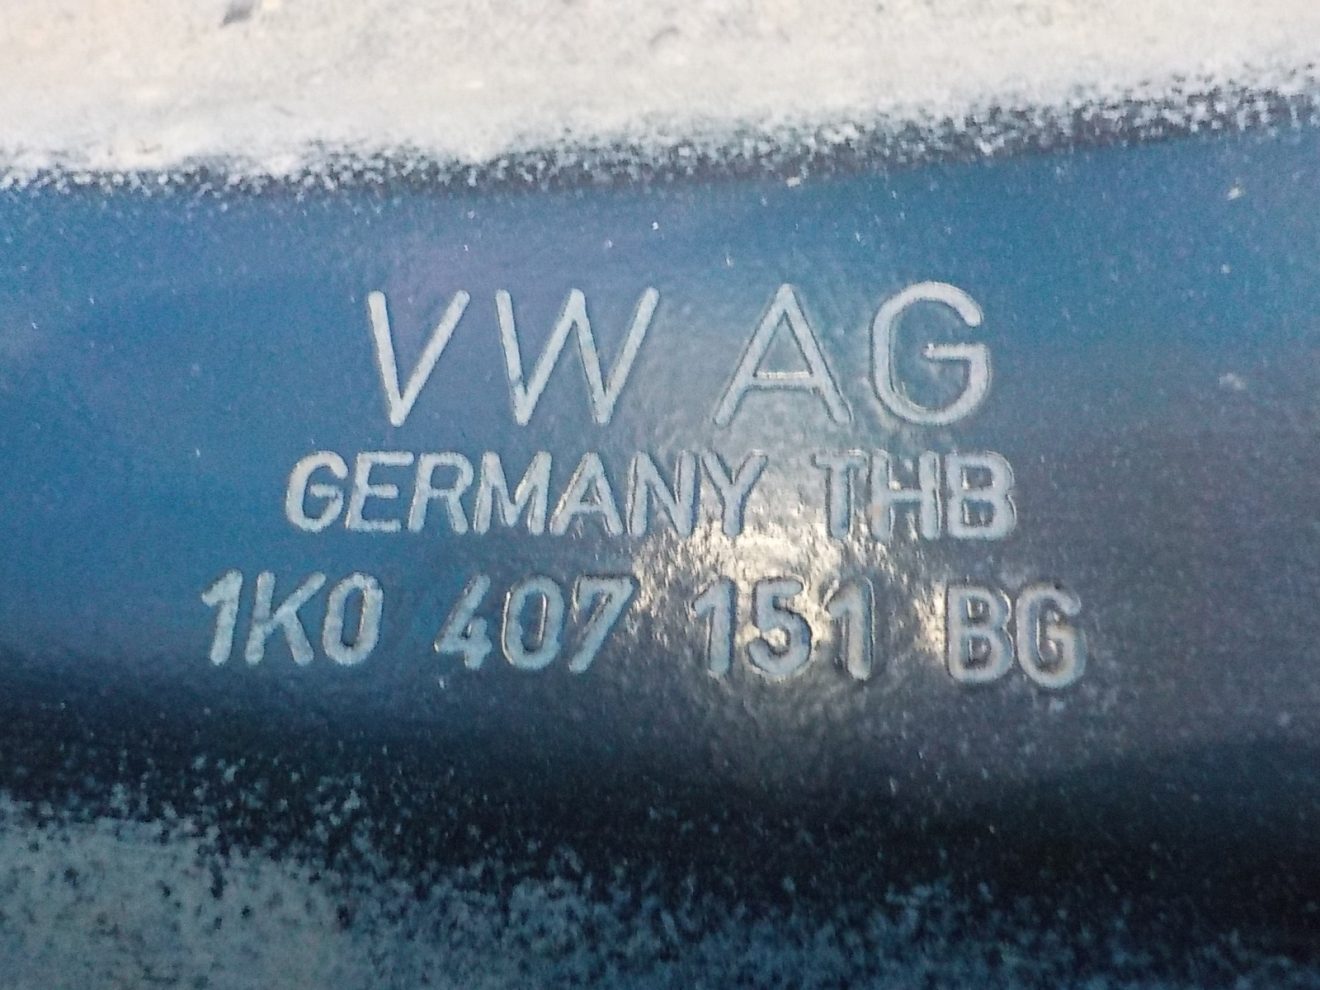 VW AG
GERMANY THB
1K0 407 151 BG